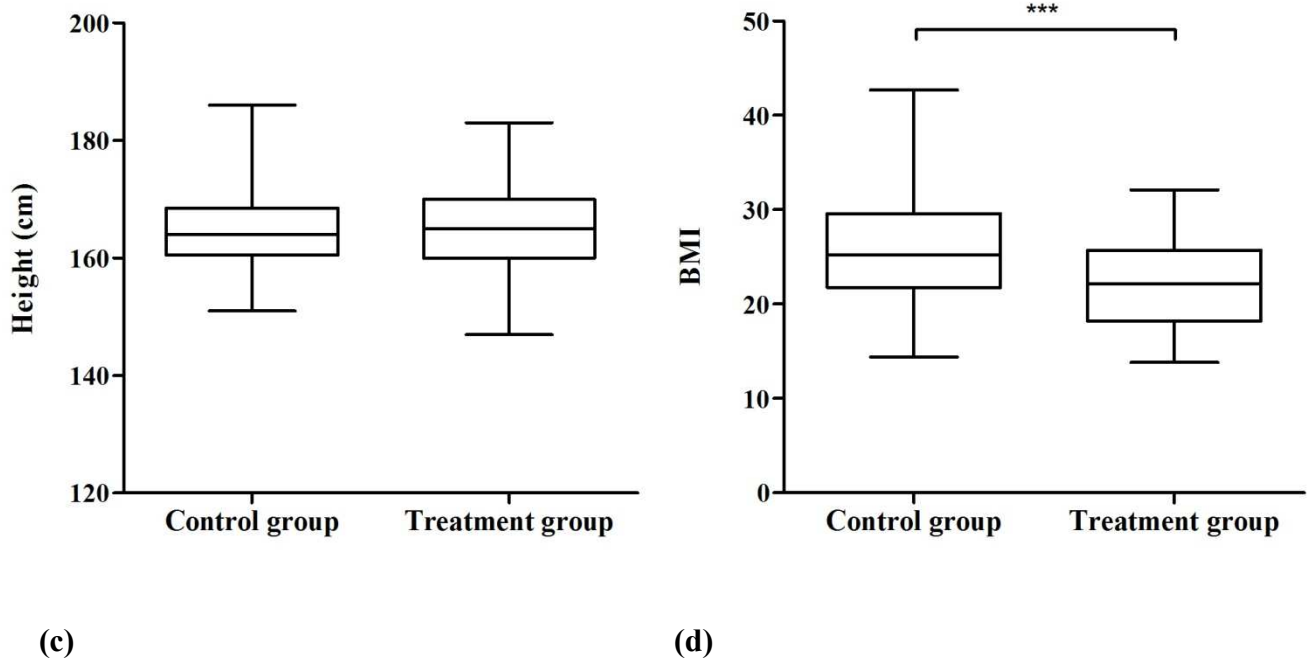 Height (cm)
200
180
160
140
120
Control group
Treatment group
(c)
***
BMI
50
40
30
20
10
0
Control group
Treatment group
(d)